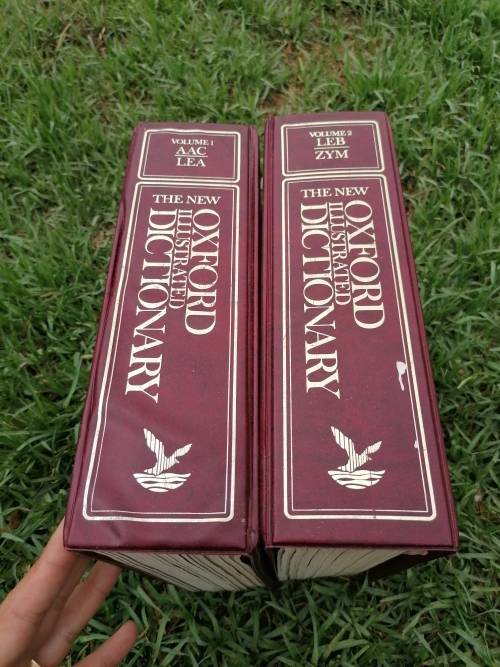 VOLUME 1
AAC
LEA
THE NEW
OXFORD
ILLUSTRATED
DICTIONARY
VOLUME 2
LEB
ZYM
THE NEW
OXFORD
ILLUSTRATED
DICTIONARY